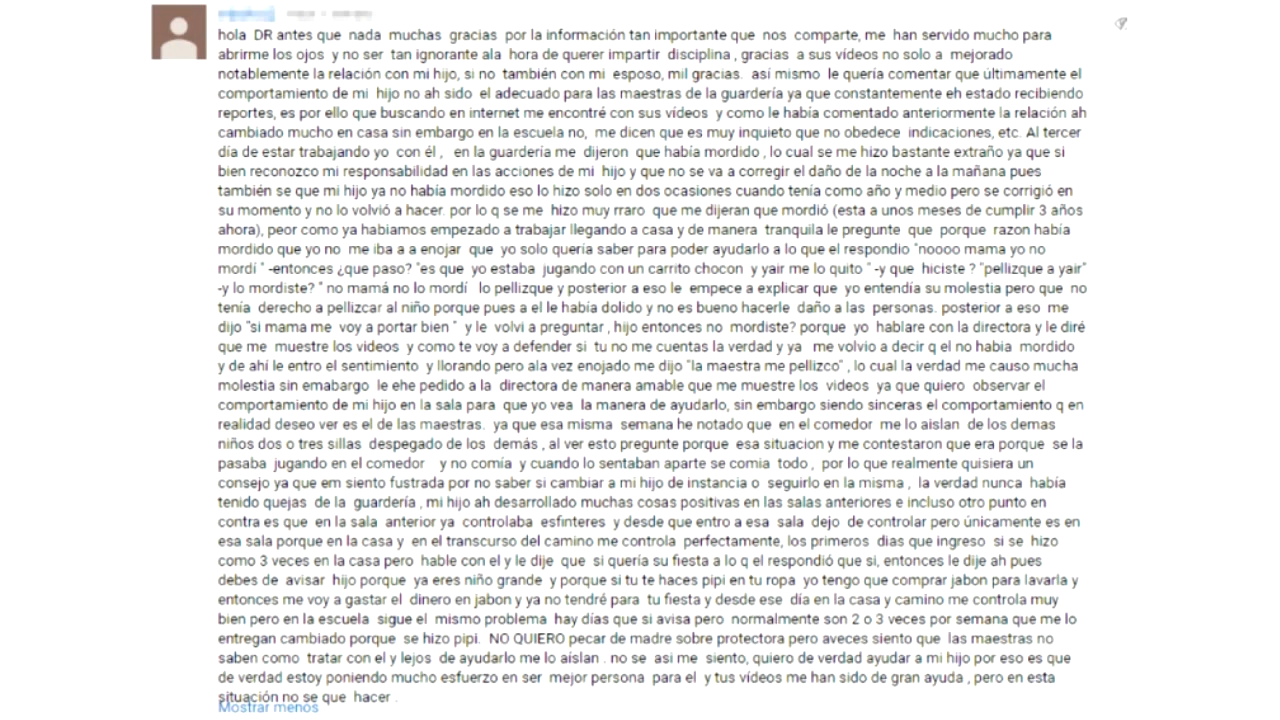 hola DR antes que nada muchas gracias por la información tan importante que nos comparte, me han servido mucho para
abrirme los ojos y no ser tan ignorante ala hora de querer impartir disciplina , gracias a sus vídeos no solo a mejorado
notablemente la relación con mi hijo, si no también con mi esposo, mil gracias. así mismo le quería comentar que últimamente el
comportamiento de mi hijo no ah sido el adecuado para las maestras de la guardería ya que constantemente eh estado recibiendo
reportes, es por ello que buscando en internet me encontré con sus vídeos y como le había comentado anteriormente la relación ah
cambiado mucho en casa sin embargo en la escuela no, me dicen que es muy inquieto que no obedece indicaciones, etc. Al tercer
día de estar trabajando yo con él , en la guardería me dijeron que había mordido , lo cual se me hizo bastante extraño ya que si
bien reconozco mi responsabilidad en las acciones de mi hijo y que no se va a corregir el daño de la noche a la mañana pues
también se que mi hijo ya no había mordido eso lo hizo solo en dos ocasiones cuando tenía como año y medio pero se corrigió en
su momento y no lo volvió a hacer. por lo q se me hizo muy rraro que me dijeran que mordió (esta a unos meses de cumplir 3 años
ahora), peor como ya habiamos empezado a trabajar llegando a casa y de manera tranquila le pregunte que porque razon había
mordido que yo no me iba a a enojar que yo solo quería saber para poder ayudarlo a lo que el respondio "noooo mama yo no
mordí " -entonces ¿que paso? "es que yo estaba jugando con un carrito chocon y yair me lo quito " -y que hiciste ? "pellizque a yair"
-y lo mordiste? " no mamá no lo mordí lo pellizque y posterior a eso le empece a explicar que yo entendía su molestia pero que no
tenía derecho a pellizcar al niño porque pues a el le había dolido y no es bueno hacerle daño a las personas. posterior a eso me
dijo "si mama me voy a portar bien " y le volvi a preguntar , hijo entonces no mordiste? porque yo hablare con la directora y le diré
que me muestre los videos y como te voy a defender si tu no me cuentas la verdad y ya me volvio a decir q el no habia mordido
y de ahí le entro el sentimiento y llorando pero ala vez enojado me dijo "la maestra me pellizco" , lo cual la verdad me causo mucha
molestia sin emabargo le ehe pedido a la directora de manera amable que me muestre los videos ya que quiero observar el
comportamiento de mi hijo en la sala para que yo vea la manera de ayudarlo, sin embargo siendo sinceras el comportamiento q en
realidad deseo ver es el de las maestras. ya que esa misma semana he notado que en el comedor me lo aislan de los demas
niños dos o tres sillas despegado de los demás , al ver esto pregunte porque esa situacion y me contestaron que era porque se la
pasaba jugando en el comedor y no comía y cuando lo sentaban aparte se comia todo , por lo que realmente quisiera un
consejo ya que em siento fustrada por no saber si cambiar a mi hijo de instancia o seguirlo en la misma , la verdad nunca había
tenido quejas de la guardería , mi hijo ah desarrollado muchas cosas positivas en las salas anteriores e incluso otro punto en
contra es que en la sala anterior ya controlaba esfinteres y desde que entro a esa sala dejo de controlar pero únicamente es en
esa sala porque en la casa y en el transcurso del camino me controla perfectamente, los primeros dias que ingreso si se hizo
como 3 veces en la casa pero hable con el y le dije que si quería su fiesta a lo q el respondió que si, entonces le dije ah pues
debes de avisar hijo porque ya eres niño grande y porque si tu te haces pipi en tu ropa yo tengo que comprar jabon para lavarla y
entonces me voy a gastar el dinero en jabon y ya no tendré para tu fiesta y desde ese día en la casa y camino me controla muy
bien pero en la escuela sigue el mismo problema hay días que si avisa pero normalmente son 2 o 3 veces por semana que me lo
entregan cambiado porque se hizo pipi. NO QUIERO pecar de madre sobre protectora pero aveces siento que las maestras no
saben como tratar con el y lejos de ayudarlo me lo aíslan . no se asi me siento, quiero de verdad ayudar a mi hijo por eso es que
de verdad estoy poniendo mucho esfuerzo en ser mejor persona para el y tus vídeos me han sido de gran ayuda , pero en esta
situación no se que hacer .
Mostrar menos